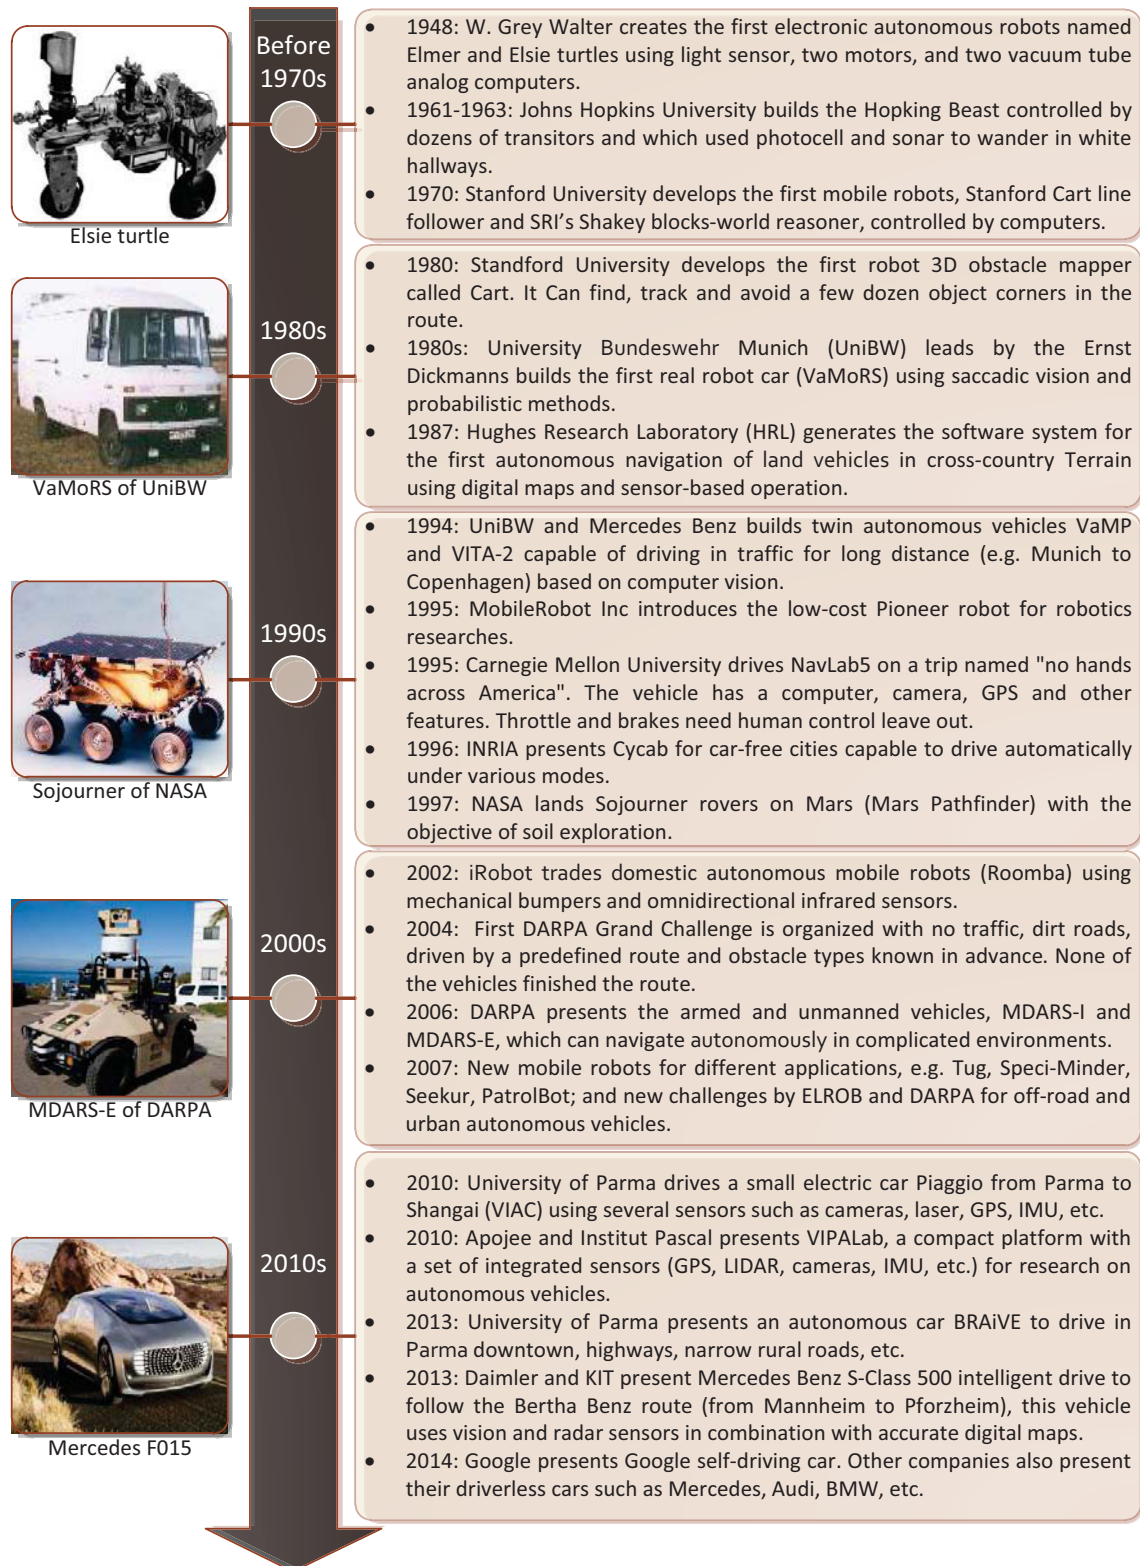 Before
1970s
Elsie turtle
• 1948: W. Grey Walter creates the first electronic autonomous robots named
Elmer and Elsie turtles using light sensor, two motors, and two vacuum tube
analog computers.
• 1961-1963: Johns Hopkins University builds the Hopking Beast controlled by
dozens of transitors and which used photocell and sonar to wander in white
hallways.
• 1970: Stanford University develops the first mobile robots, Stanford Cart line
follower and SRI's Shakey blocks-world reasoner, controlled by computers.
1980s
VaMoRS of UniBW
• 1980: Standford University develops the first robot 3D obstacle mapper
called Cart. It Can find, track and avoid a few dozen object corners in the
route.
• 1980s: University Bundeswehr Munich (UniBW) leads by the Ernst
Dickmanns builds the first real robot car (VaMoRS) using saccadic vision and
probabilistic methods.
• 1987: Hughes Research Laboratory (HRL) generates the software system for
the first autonomous navigation of land vehicles in cross-country Terrain
using digital maps and sensor-based operation.
1990s
Sojourner of NASA
• 1994: UniBW and Mercedes Benz builds twin autonomous vehicles VaMP
and VITA-2 capable of driving in traffic for long distance (e.g. Munich to
Copenhagen) based on computer vision.
• 1995: MobileRobot Inc introduces the low-cost Pioneer robot for robotics
researches.
• 1995: Carnegie Mellon University drives NavLab5 on a trip named "no hands
across America". The vehicle has a computer, camera, GPS and other
features. Throttle and brakes need human control leave out.
• 1996: INRIA presents Cycab for car-free cities capable to drive automatically
under various modes.
• 1997: NASA lands Sojourner rovers on Mars (Mars Pathfinder) with the
objective of soil exploration.
2000s
MDARS-E of DARPA
• 2002: iRobot trades domestic autonomous mobile robots (Roomba) using
mechanical bumpers and omnidirectional infrared sensors.
• 2004: First DARPA Grand Challenge is organized with no traffic, dirt roads,
driven by a predefined route and obstacle types known in advance. None of
the vehicles finished the route.
• 2006: DARPA presents the armed and unmanned vehicles, MDARS-I and
MDARS-E, which can navigate autonomously in complicated environments.
• 2007: New mobile robots for different applications, e.g. Tug, Speci-Minder,
Seekur, PatrolBot; and new challenges by ELROB and DARPA for off-road and
urban autonomous vehicles.
2010s
Mercedes F015
• 2010: University of Parma drives a small electric car Piaggio from Parma to
Shangai (VIAC) using several sensors such as cameras, laser, GPS, IMU, etc.
• 2010: Apojee and Institut Pascal presents VIPALab, a compact platform with
a set of integrated sensors (GPS, LIDAR, cameras, IMU, etc.) for research on
autonomous vehicles.
• 2013: University of Parma presents an autonomous car BRAiVE to drive in
Parma downtown, highways, narrow rural roads, etc.
• 2013: Daimler and KIT present Mercedes Benz S-Class 500 intelligent drive to
follow the Bertha Benz route (from Mannheim to Pforzheim), this vehicle
uses vision and radar sensors in combination with accurate digital maps.
• 2014: Google presents Google self-driving car. Other companies also present
their driverless cars such as Mercedes, Audi, BMW, etc.